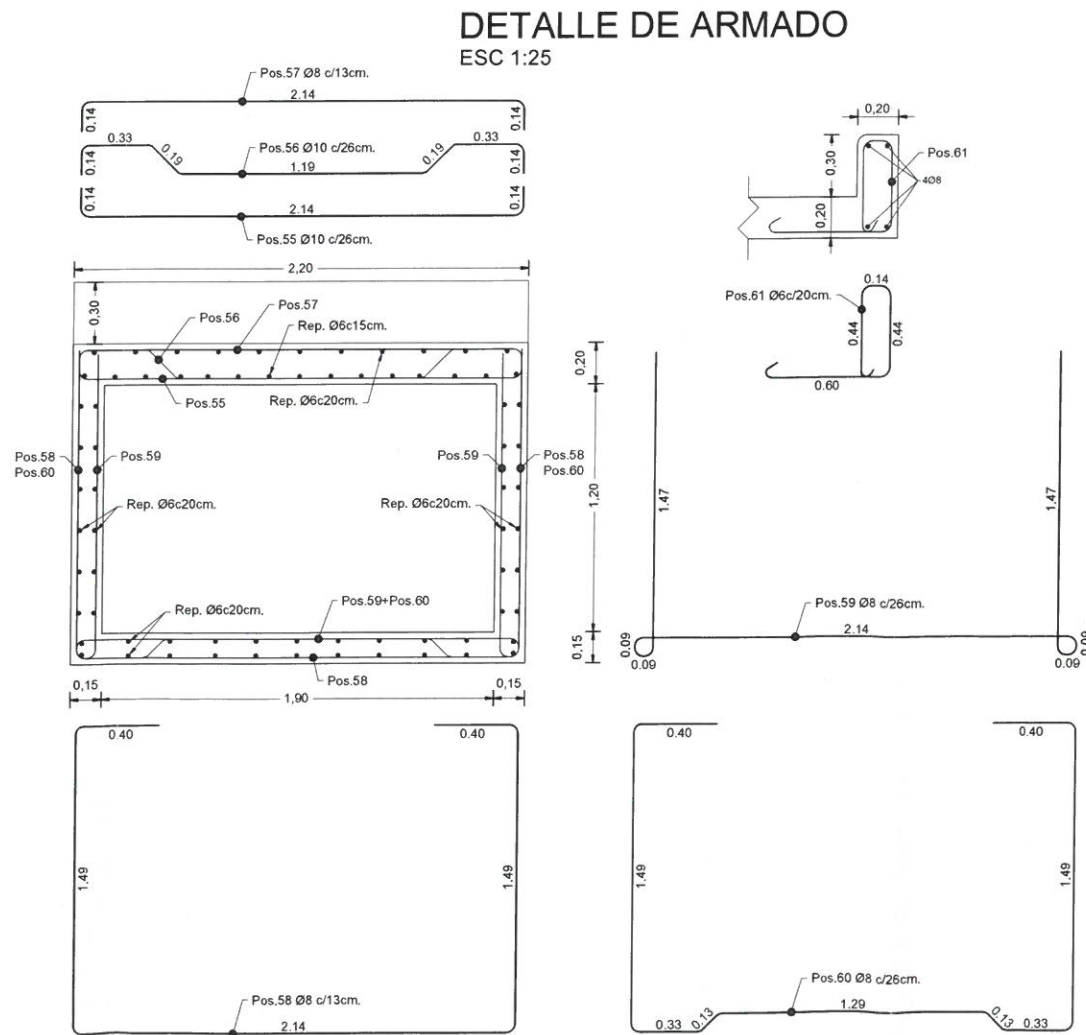 DETALLE DE ARMADO
ESC 1:25
Pos.57 Ø8 c/13cm.
2.14
0.14
0.14
0.33
0.33
0.19
0.19
Pos.56 Ø10 c/26cm.
1.19
0.14
0.14
0.14
0.14
2.14
Pos.55 Ø10 c/26cm.
0,20
0,30
Pos.61
4Ø8
0,20
2,20
0,30
Pos.57
Pos.56
Rep. Ø6c15cm.
Pos.55
Rep. Ø6c20cm.
0,20
Pos.61 Ø6c/20cm.
0.14
0.44
0.44
0.60
Pos.58
Pos.60
Pos.59
Pos.59
Pos.58
Pos.60
1,20
Rep. Ø6c20cm.
Rep. Ø6c20cm.
1.47
1.47
Rep. Ø6c20cm.
Pos.59+Pos.60
0,15
Pos.58
Pos.59 Ø8 c/26cm.
2.14
0.09
0.09
0.09
0.09
0,15
1,90
0,15
0.40
0.40
1.49
1.49
Pos.58 Ø8 c/13cm.
2.14
0.40
0.40
1.49
1.49
Pos.60 Ø8 c/26cm.
1.29
0.13
0.13
0.33
0.33